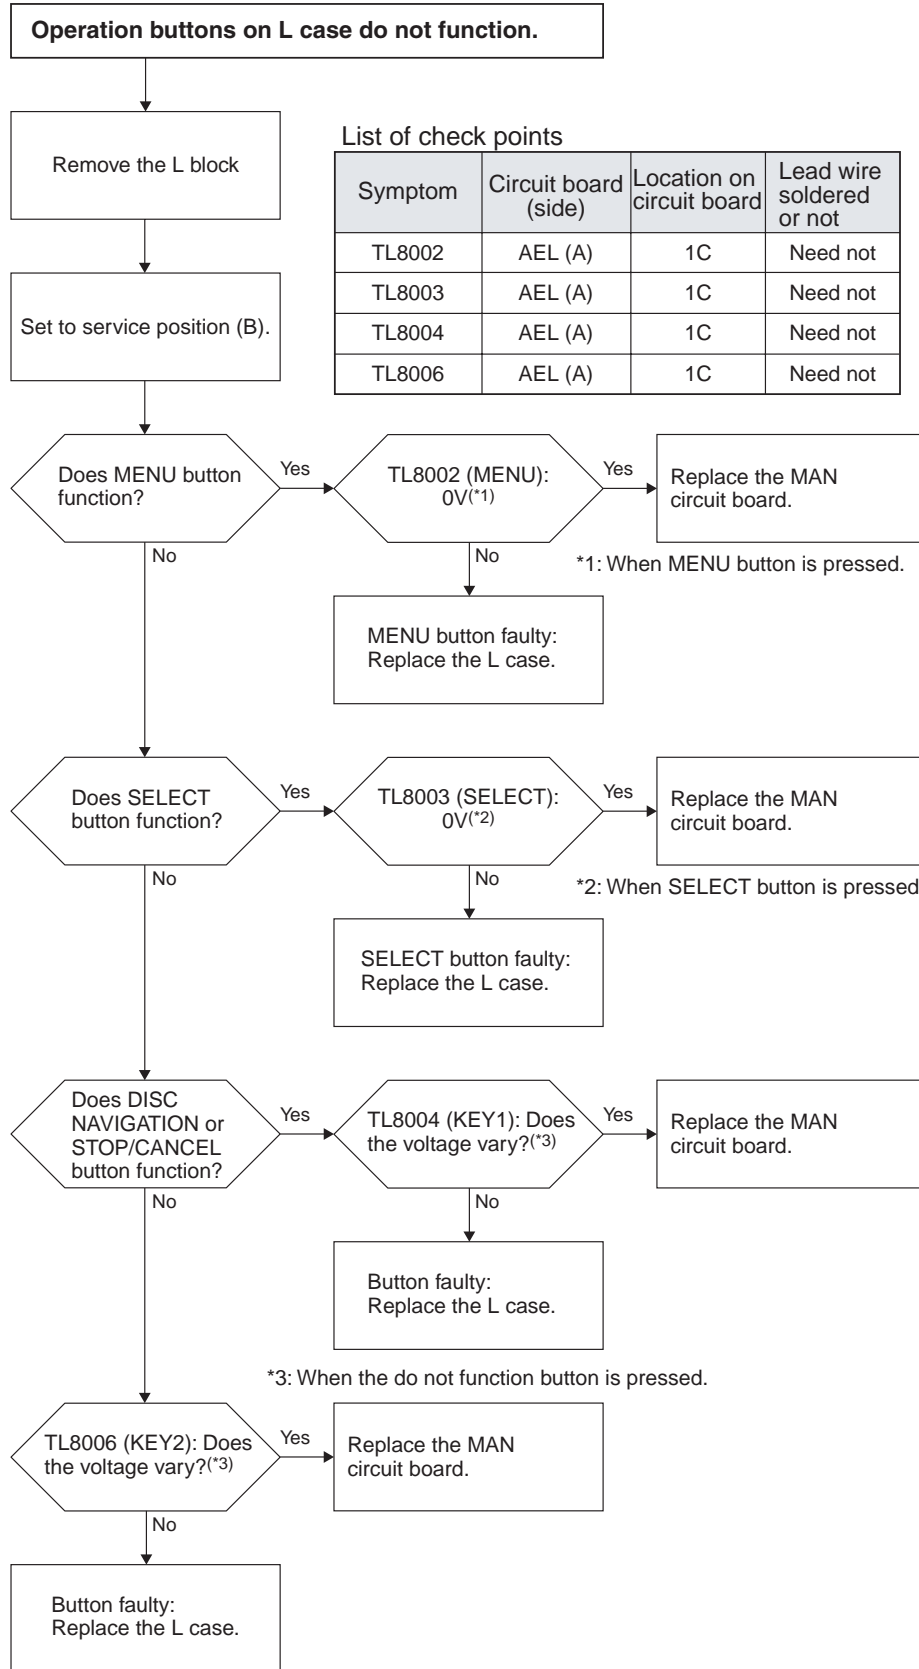 Operation buttons on L case do not function.
Remove the L block
List of check points
Symptom
Circuit board
(side)
Location on
circuit board
Lead wire
soldered
or not
TL8002 AEL (A) 1C Need not
TL8003 AEL (A) 1C Need not
TL8004 AEL (A) 1C Need not
TL8006 AEL (A) 1C Need not
Set to service position (B).
Does MENU button
function?
Yes
TL8002 (MENU):
0V(*1)
Yes
Replace the MAN
circuit board.
No
No
*1: When MENU button is pressed.
MENU button faulty:
Replace the L case.
Does SELECT
button function?
Yes
TL8003 (SELECT):
0V(*2)
Yes
Replace the MAN
circuit board.
No
No
*2: When SELECT button is pressed
SELECT button faulty:
Replace the L case.
Does DISC
NAVIGATION or
STOP/CANCEL
button function?
Yes
TL8004 (KEY1): Does
the voltage vary?(*3)
Yes
Replace the MAN
circuit board.
No
No
Button faulty:
Replace the L case.
*3: When the do not function button is pressed.
TL8006 (KEY2): Does
the voltage vary?(*3)
Yes
Replace the MAN
circuit board.
No
Button faulty:
Replace the L case.